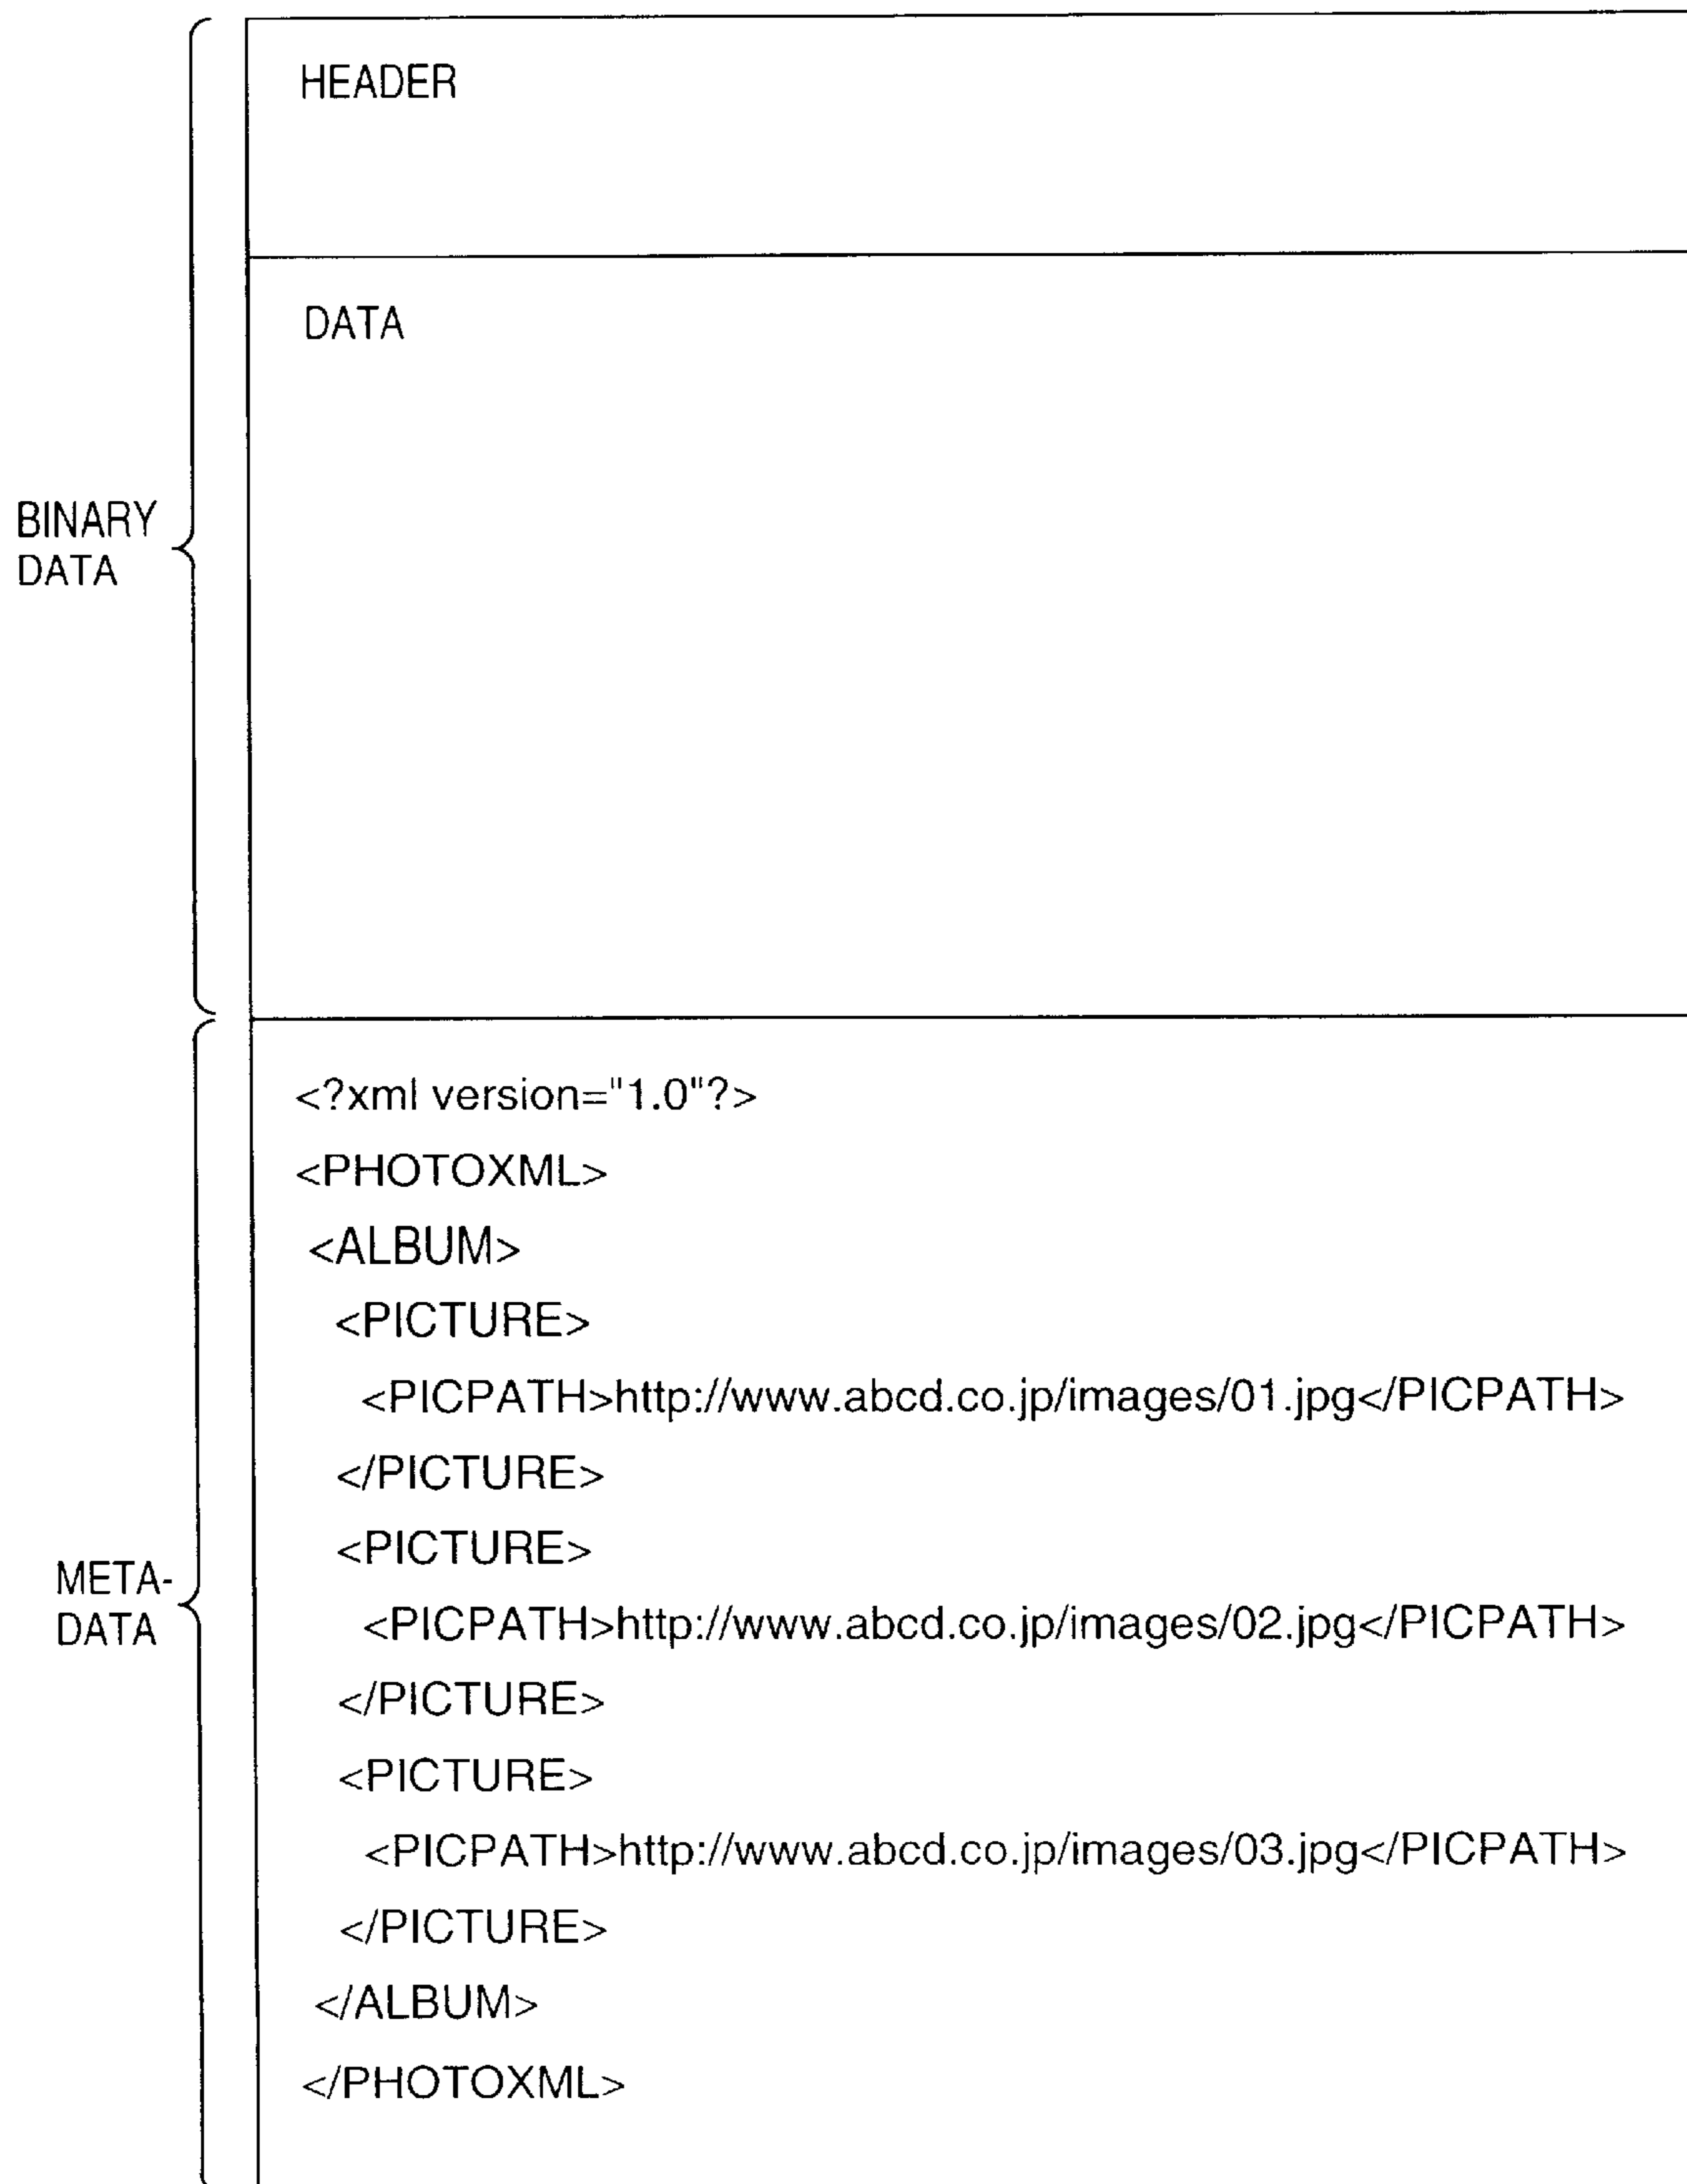 HEADER
DATA
BINARY
DATA
<?xml version="1.0"?>
<PHOTOXML>
<ALBUM>
<PICTURE>
<PICPATH>http://www.abcd.co.jp/images/01.jpg</PICPATH>
</PICTURE>
<PICTURE>
META-
DATA
<PICPATH>http://www.abcd.co.jp/images/02.jpg</PICPATH>
</PICTURE>
<PICTURE>
<PICPATH>http://www.abcd.co.jp/images/03.jpg</PICPATH>
</PICTURE>
</ALBUM>
</PHOTOXML>